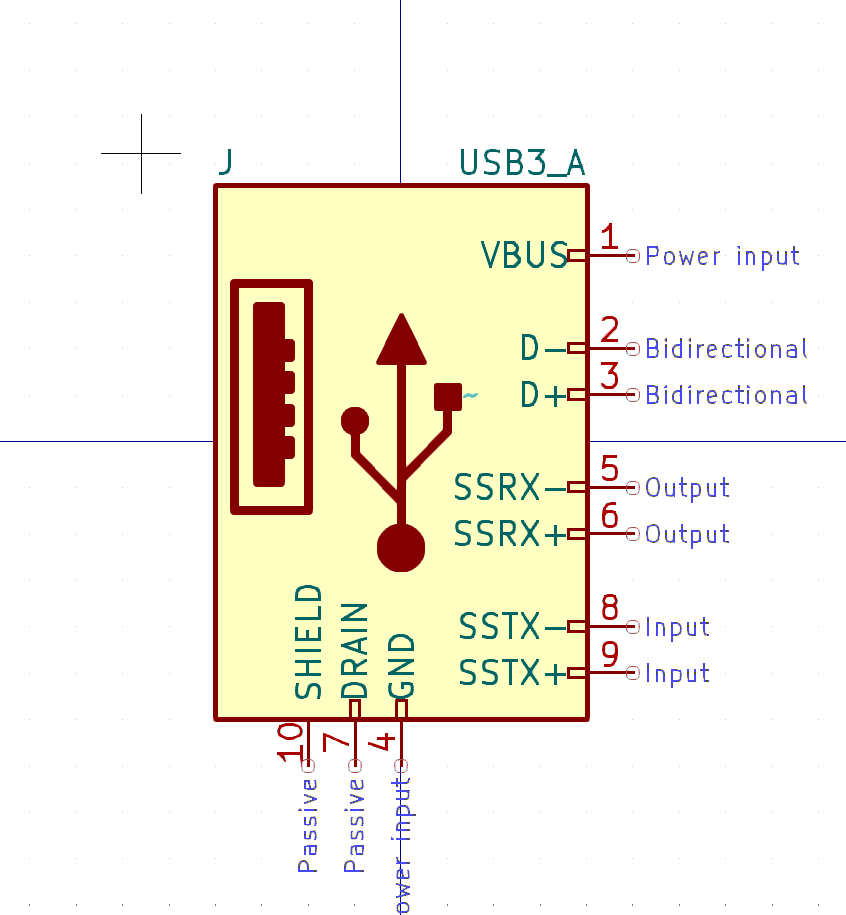 J USB3_A
VBUS 1 Power input
D- 2 Bidirectional
D+ 3 Bidirectional
SSRX- 5 Output
SSRX+ 6 Output
SSTX- 8 Input
SSTX+ 9 Input
SHIELD 10 Passive
DRAIN 7 Passive
GND 4 ower input
~